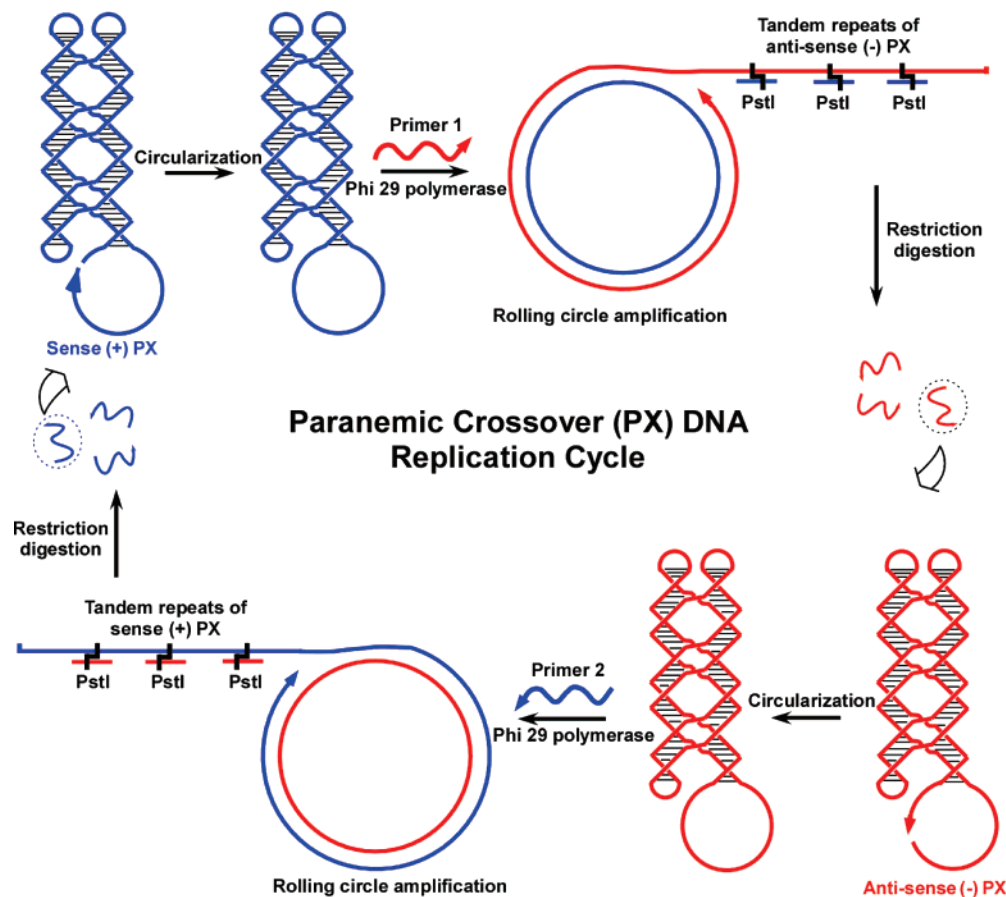 Tandem repeats of
anti-sense (-) PX
PstI
PstI
PstI
Primer 1
Circularization
Phi 29 polymerase
Restriction
digestion
Rolling circle amplification
Sense (+) PX
Paranemic Crossover (PX) DNA
Replication Cycle
Restriction
digestion
Tandem repeats of
sense (+) PX
PstI
PstI
PstI
Primer 2
Circularization
Phi 29 polymerase
Rolling circle amplification
Anti-sense (-) PX